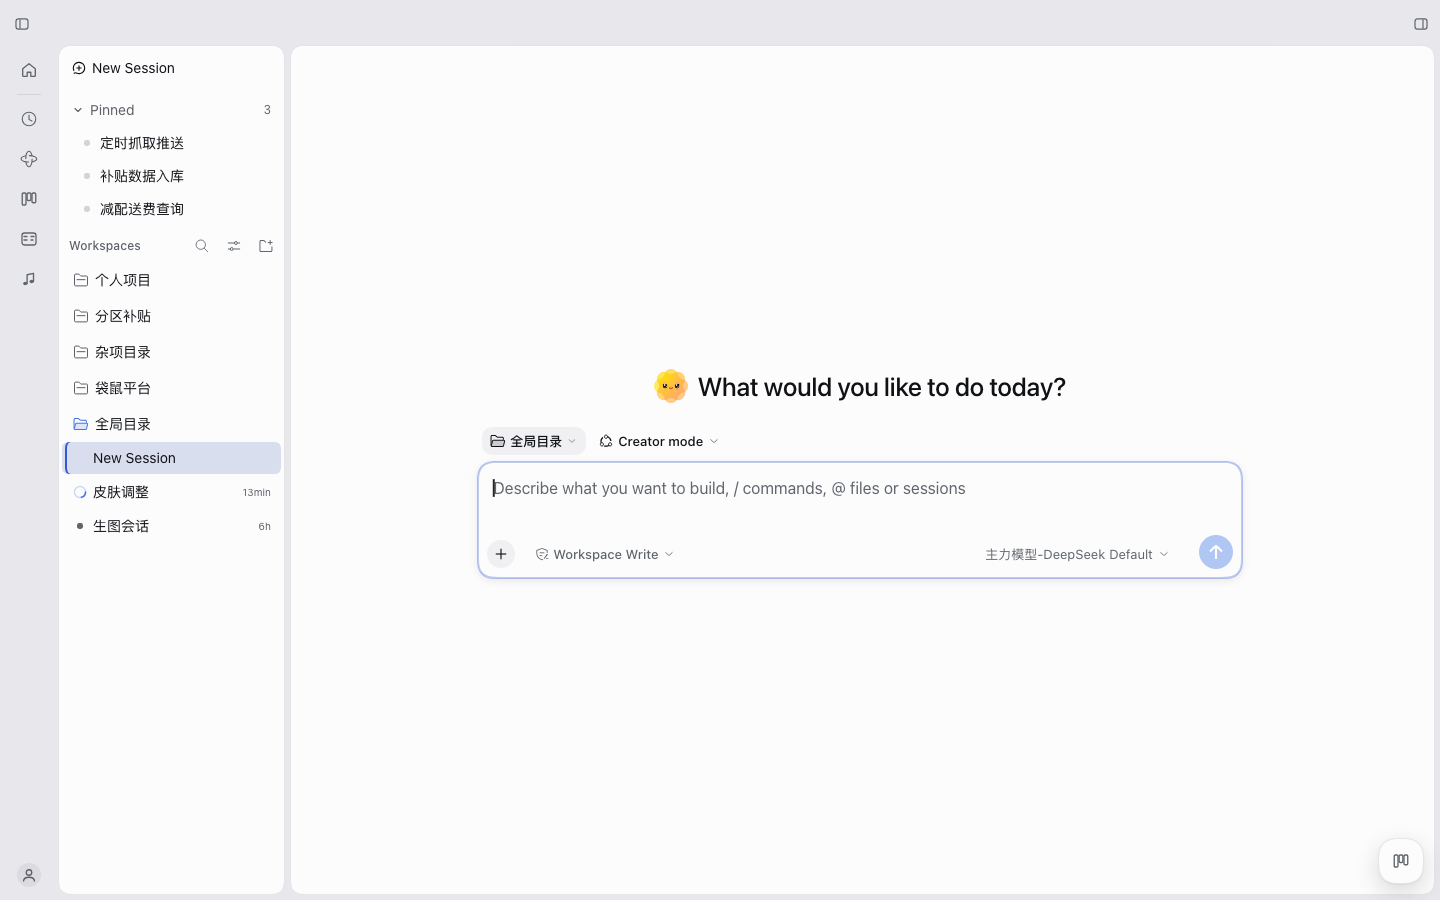 New Session
Pinned 3
定时抓取推送
补贴数据入库
减配送费查询
Workspaces
个人项目
分区补贴
杂项目录
袋鼠平台
全局目录
New Session
皮肤调整 13min
生图会话 6h
What would you like to do today?
全局目录 Creator mode
Describe what you want to build, / commands, @ files or sessions
Workspace Write 主力模型-DeepSeek Default